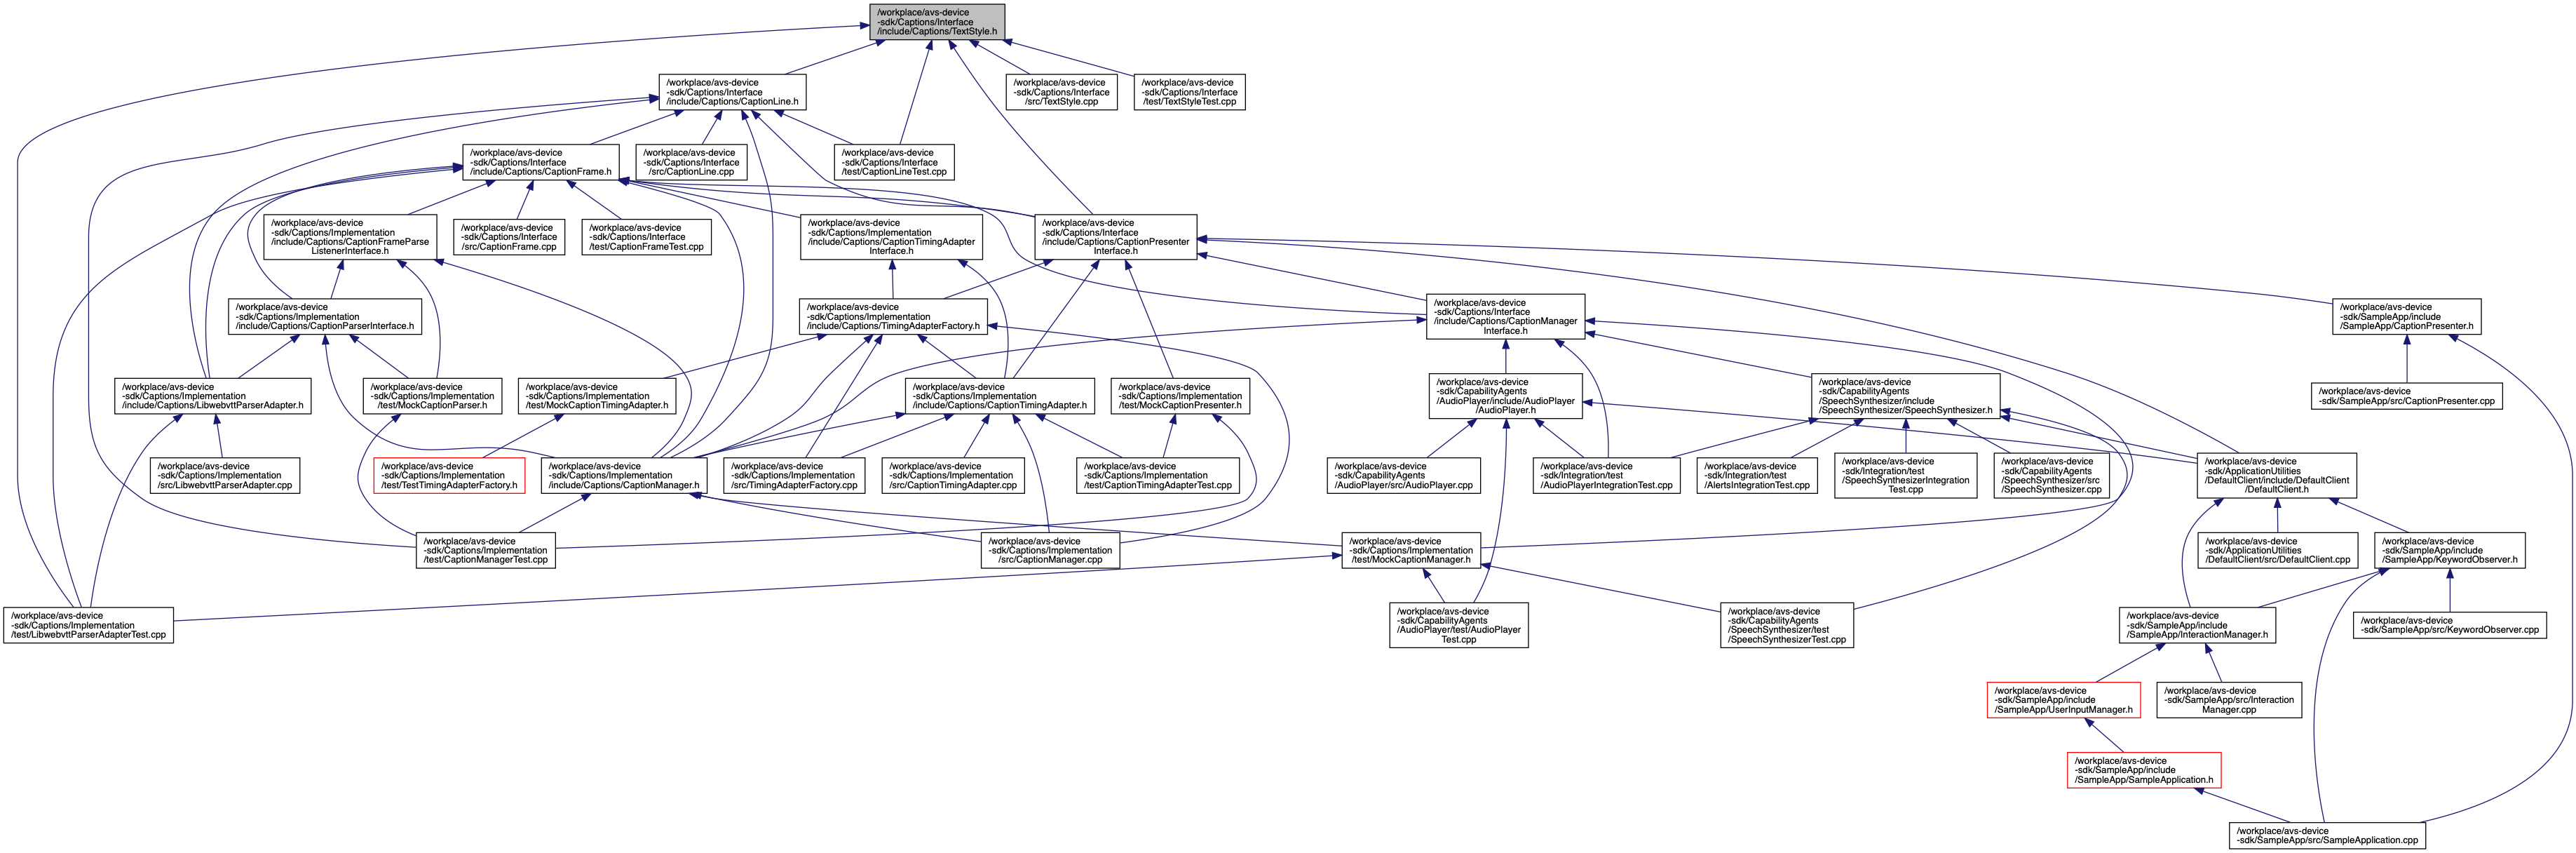 /workplace/avs-device
-sdk/Captions/Interface
/include/Captions/TextStyle.h
/workplace/avs-device
-sdk/Captions/Interface
/include/Captions/CaptionLine.h
/workplace/avs-device
-sdk/Captions/Interface
/src/TextStyle.cpp
/workplace/avs-device
-sdk/Captions/Interface
/test/TextStyleTest.cpp
/workplace/avs-device
-sdk/Captions/Interface
/include/Captions/CaptionFrame.h
/workplace/avs-device
-sdk/Captions/Interface
/src/CaptionLine.cpp
/workplace/avs-device
-sdk/Captions/Interface
/test/CaptionLineTest.cpp
/workplace/avs-device
-sdk/Captions/Implementation
/include/Captions/CaptionFrameParse
ListenerInterface.h
/workplace/avs-device
-sdk/Captions/Interface
/src/CaptionFrame.cpp
/workplace/avs-device
-sdk/Captions/Interface
/test/CaptionFrameTest.cpp
/workplace/avs-device
-sdk/Captions/Implementation
/include/Captions/CaptionTimingAdapter
Interface.h
/workplace/avs-device
-sdk/Captions/Interface
/include/Captions/CaptionPresenter
Interface.h
/workplace/avs-device
-sdk/Captions/Implementation
/include/Captions/CaptionParserInterface.h
/workplace/avs-device
-sdk/Captions/Implementation
/include/Captions/TimingAdapterFactory.h
/workplace/avs-device
-sdk/Captions/Interface
/include/Captions/CaptionManager
Interface.h
/workplace/avs-device
-sdk/SampleApp/include
/SampleApp/CaptionPresenter.h
/workplace/avs-device
-sdk/Captions/Implementation
/include/Captions/LibwebvttParserAdapter.h
/workplace/avs-device
-sdk/Captions/Implementation
/test/MockCaptionParser.h
/workplace/avs-device
-sdk/Captions/Implementation
/test/MockCaptionTimingAdapter.h
/workplace/avs-device
-sdk/Captions/Implementation
/include/Captions/CaptionTimingAdapter.h
/workplace/avs-device
-sdk/Captions/Implementation
/test/MockCaptionPresenter.h
/workplace/avs-device
-sdk/CapabilityAgents
/AudioPlayer/include/AudioPlayer
/AudioPlayer.h
/workplace/avs-device
-sdk/CapabilityAgents
/SpeechSynthesizer/include
/SpeechSynthesizer/SpeechSynthesizer.h
/workplace/avs-device
-sdk/SampleApp/src/CaptionPresenter.cpp
/workplace/avs-device
-sdk/Captions/Implementation
/src/LibwebvttParserAdapter.cpp
/workplace/avs-device
-sdk/Captions/Implementation
/test/TestTimingAdapterFactory.h
/workplace/avs-device
-sdk/Captions/Implementation
/include/Captions/CaptionManager.h
/workplace/avs-device
-sdk/Captions/Implementation
/src/TimingAdapterFactory.cpp
/workplace/avs-device
-sdk/Captions/Implementation
/src/CaptionTimingAdapter.cpp
/workplace/avs-device
-sdk/Captions/Implementation
/test/CaptionTimingAdapterTest.cpp
/workplace/avs-device
-sdk/CapabilityAgents
/AudioPlayer/src/AudioPlayer.cpp
/workplace/avs-device
-sdk/Integration/test
/AudioPlayerIntegrationTest.cpp
/workplace/avs-device
-sdk/Integration/test
/AlertsIntegrationTest.cpp
/workplace/avs-device
-sdk/Integration/test
/SpeechSynthesizerIntegration
Test.cpp
/workplace/avs-device
-sdk/CapabilityAgents
/SpeechSynthesizer/src
/SpeechSynthesizer.cpp
/workplace/avs-device
-sdk/ApplicationUtilities
/DefaultClient/include/DefaultClient
/DefaultClient.h
/workplace/avs-device
-sdk/Captions/Implementation
/test/CaptionManagerTest.cpp
/workplace/avs-device
-sdk/Captions/Implementation
/src/CaptionManager.cpp
/workplace/avs-device
-sdk/Captions/Implementation
/test/MockCaptionManager.h
/workplace/avs-device
-sdk/ApplicationUtilities
/DefaultClient/src/DefaultClient.cpp
/workplace/avs-device
-sdk/SampleApp/include
/SampleApp/KeywordObserver.h
/workplace/avs-device
-sdk/Captions/Implementation
/test/LibwebvttParserAdapterTest.cpp
/workplace/avs-device
-sdk/CapabilityAgents
/AudioPlayer/test/AudioPlayer
Test.cpp
/workplace/avs-device
-sdk/CapabilityAgents
/SpeechSynthesizer/test
/SpeechSynthesizerTest.cpp
/workplace/avs-device
-sdk/SampleApp/include
/SampleApp/InteractionManager.h
/workplace/avs-device
-sdk/SampleApp/src/KeywordObserver.cpp
/workplace/avs-device
-sdk/SampleApp/include
/SampleApp/UserInputManager.h
/workplace/avs-device
-sdk/SampleApp/src/Interaction
Manager.cpp
/workplace/avs-device
-sdk/SampleApp/include
/SampleApp/SampleApplication.h
/workplace/avs-device
-sdk/SampleApp/src/SampleApplication.cpp